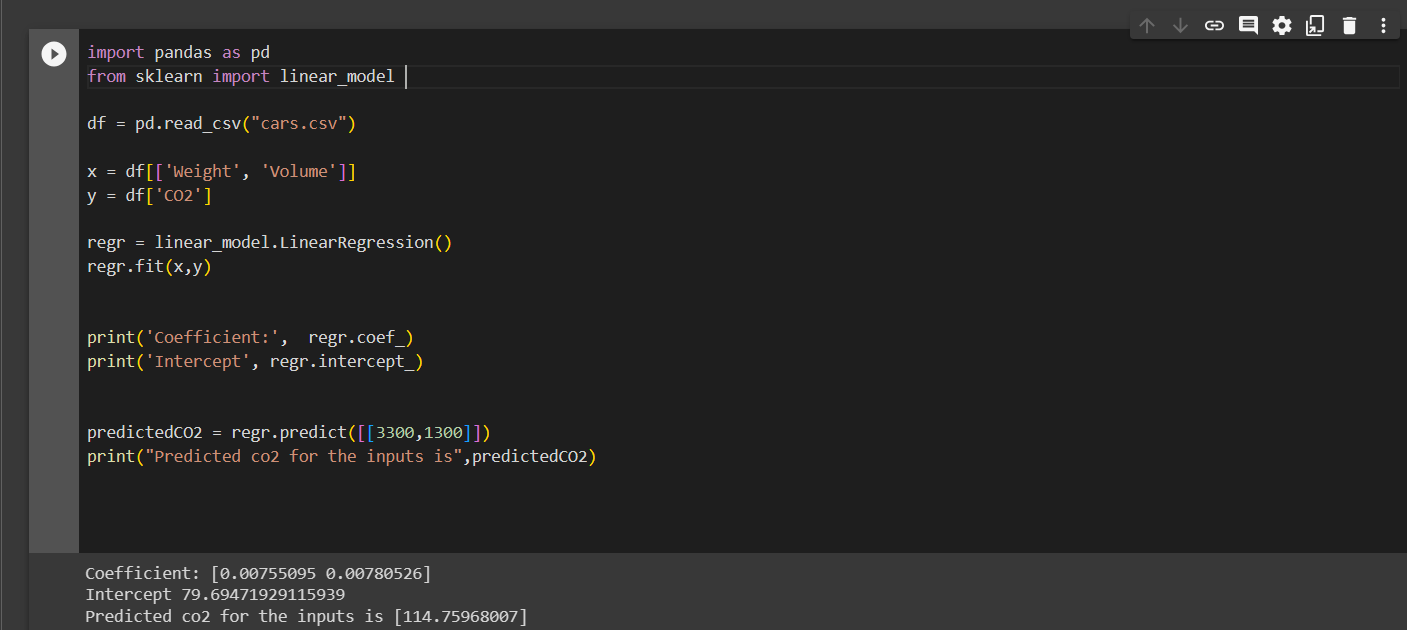 import pandas as pd
from sklearn import linear_model
df = pd.read_csv("cars.csv")
x = df[['Weight', 'Volume']]
y = df['CO2']
regr = linear_model.LinearRegression()
regr.fit(x,y)
print('Coefficient:',  regr.coef_)
print('Intercept', regr.intercept_)
predictedCO2 = regr.predict([[3300,1300]])
print("Predicted co2 for the inputs is",predictedCO2)
Coefficient: [0.00755095 0.00780526]
Intercept 79.69471929115939
Predicted co2 for the inputs is [114.75968007]